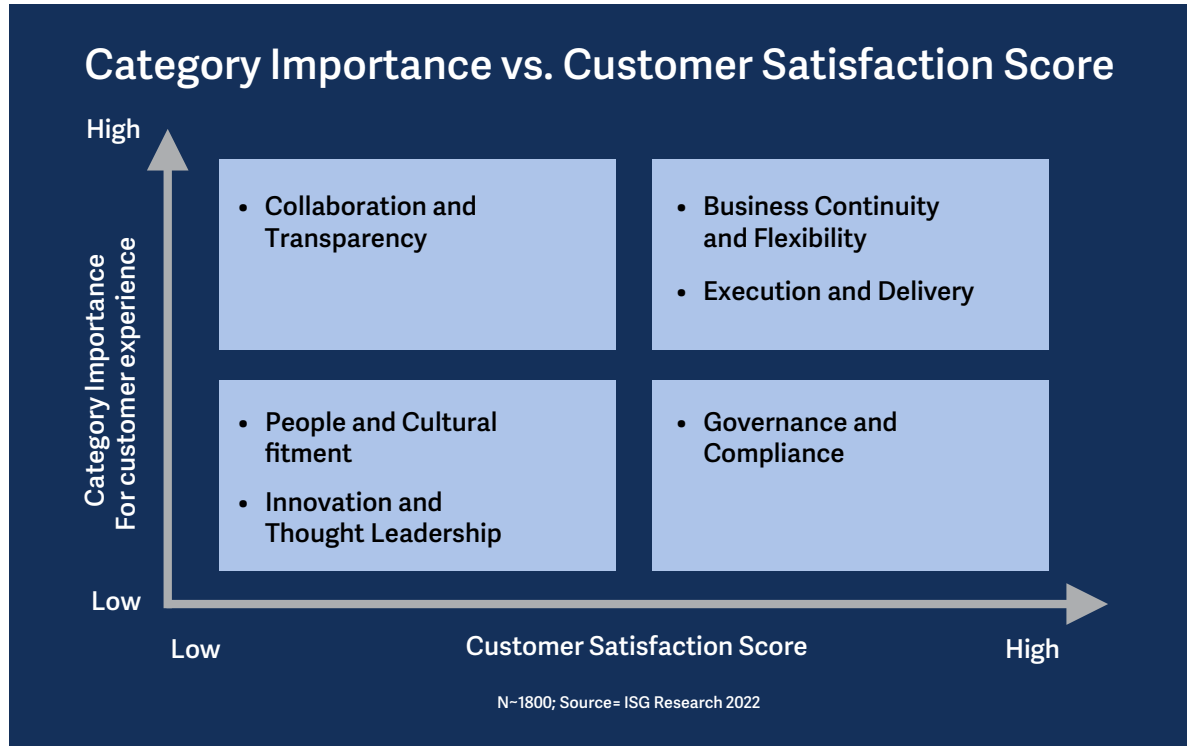 Category Importance vs. Customer Satisfaction Score
High
Category Importance
For customer experience
• Collaboration and
Transparency
• Business Continuity
and Flexibility
• Execution and Delivery
• People and Cultural
fitment
• Innovation and
Thought Leadership
• Governance and
Compliance
Low
Low
Customer Satisfaction Score
High
N~1800; Source= ISG Research 2022